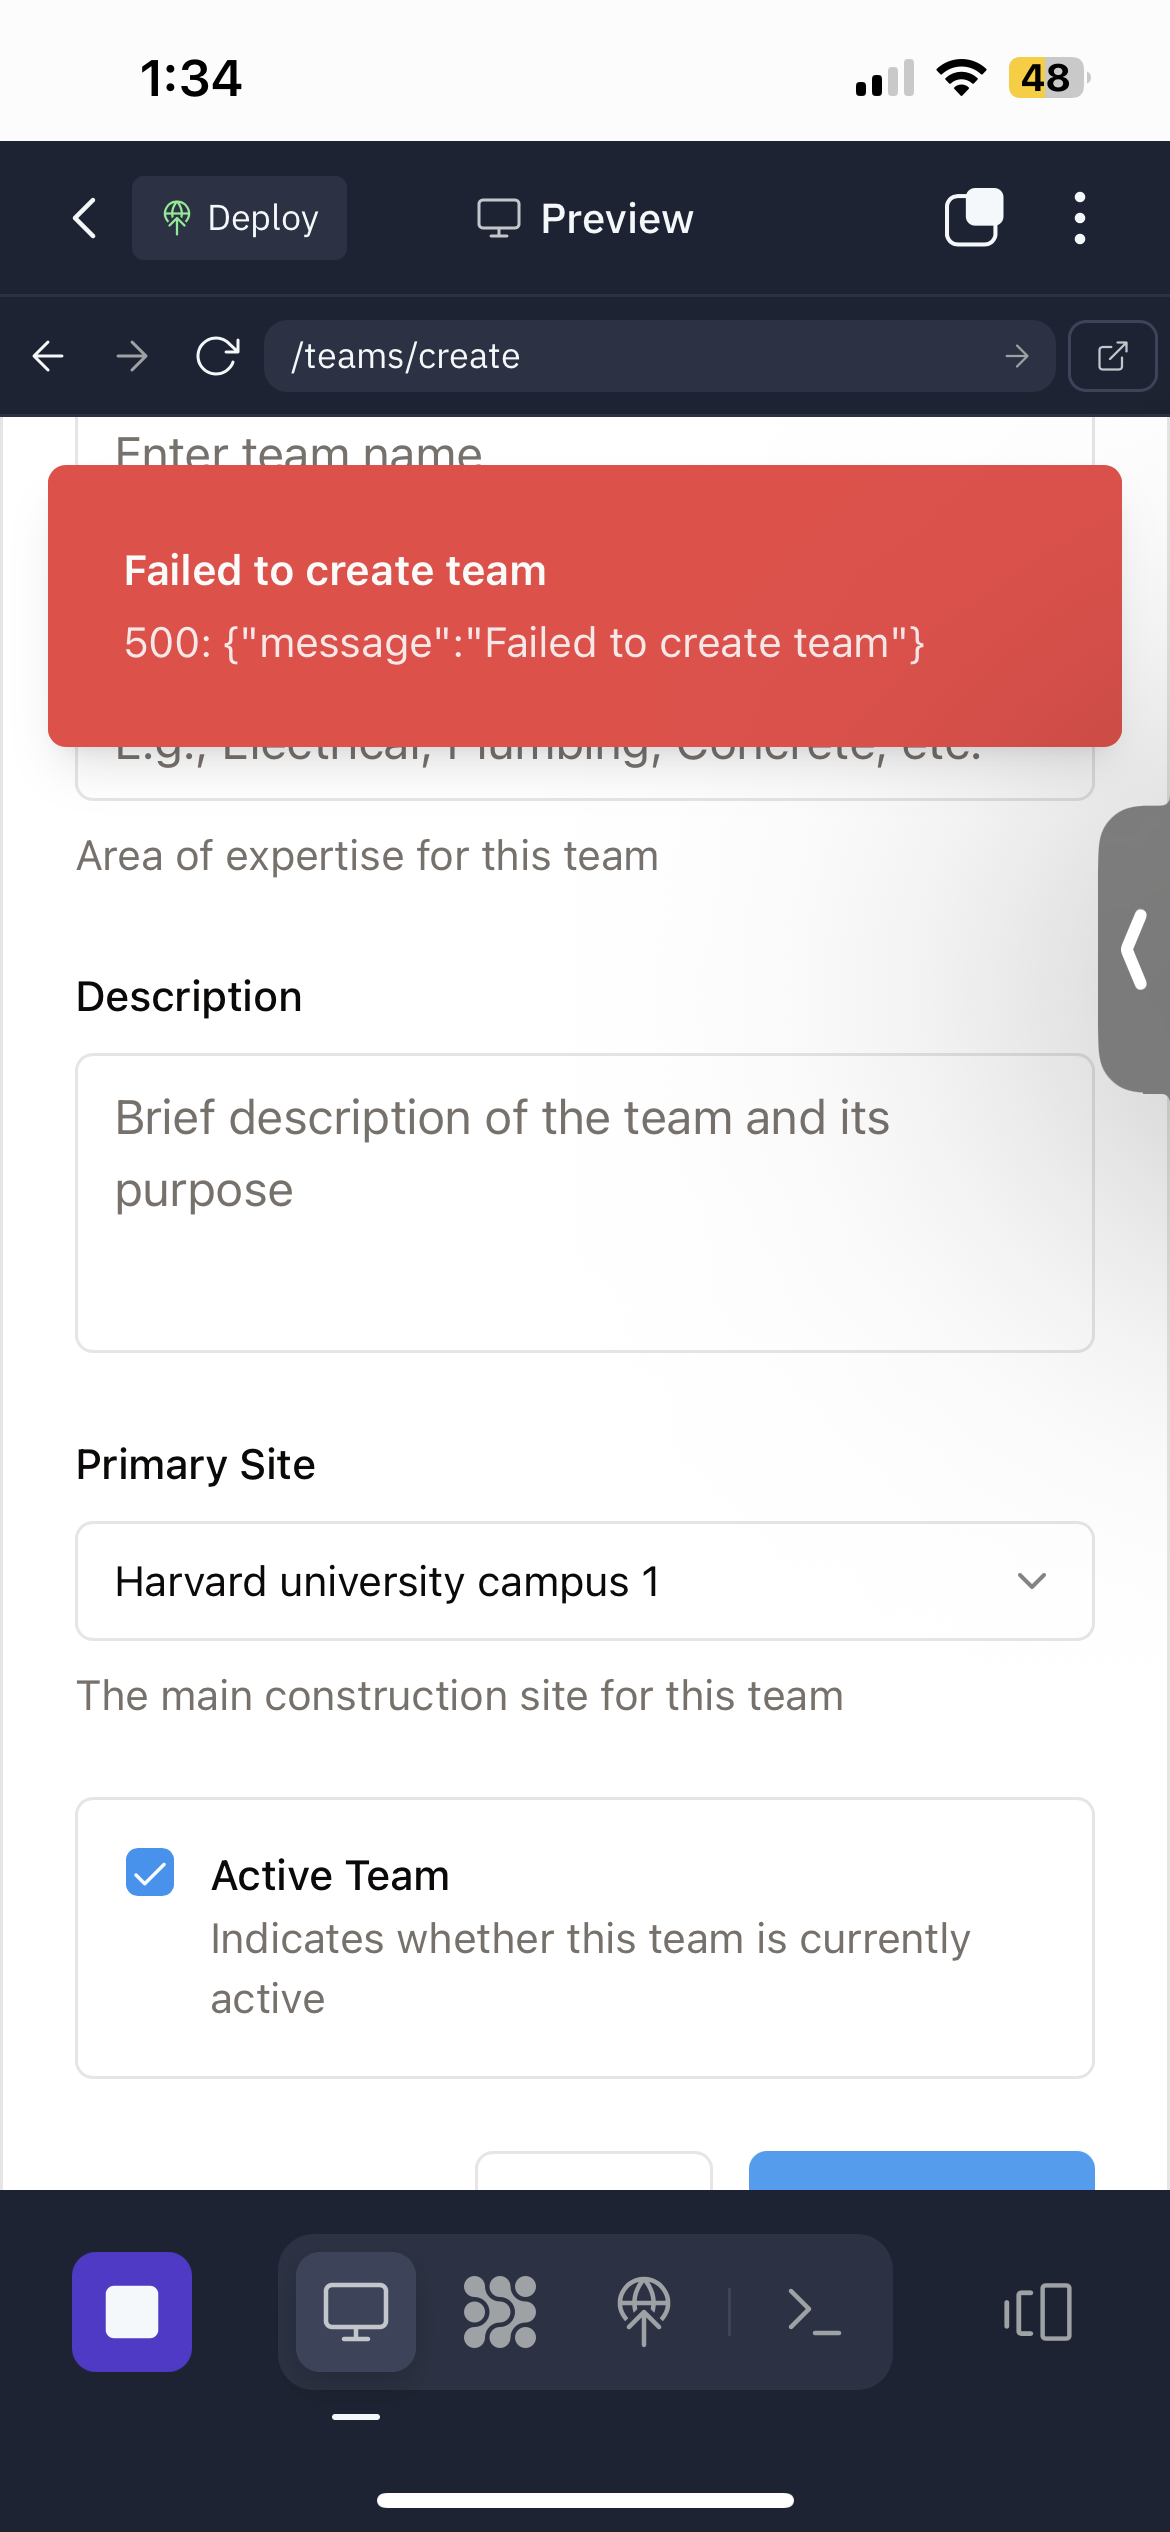 1:34
48
Deploy
Preview
/teams/create
Enter team name
Failed to create team
500: {"message":"Failed to create team"}
E.g., Electrical, Plumbing, Concrete, etc.
Area of expertise for this team
Description
Brief description of the team and its
purpose
Primary Site
Harvard university campus 1
The main construction site for this team
Active Team
Indicates whether this team is currently
active